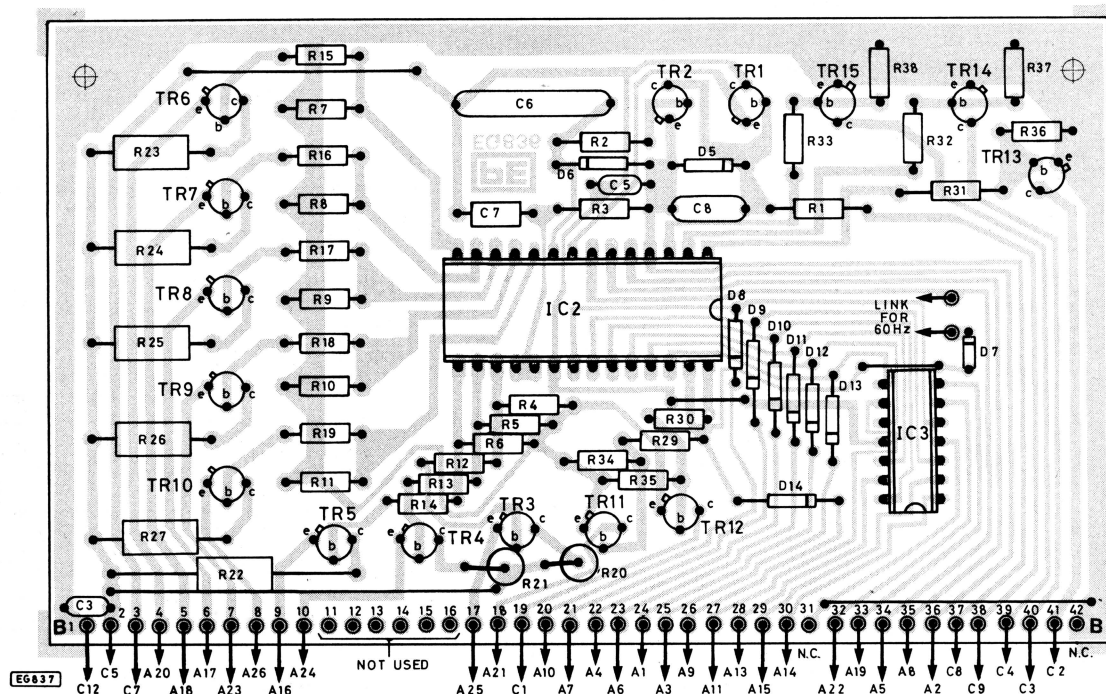 R15
R38
R37
TR2
TR1
TR15
TR14
TR6
c
c
e
c
e
b
C6
e
e
c
c
R7
R36
R2
R33
R32
R23
EG836
D5
TR13
R16
D6
PE
e
C5
b
TR7
R31
c
R8
C7
R3
C8
R1
e b c
R24
R17
TR8
D8
LINK
FOR
60Hz
R9
IC2
D9
e b c
D10
R25
R18
D11
D7
D12
TR9
R10
D13
e b c
R4
R30
R5
R26
R19
R6
R29
IC3
R12
R34
TR10
R11
R13
R35
D14
e b c
R14
TR3
TR11
TR5
e c
e c
e c
R27
e c
e c
b
b
b
TR12
b
b
TR4
R22
R21
R20
C3
B 1 2 3 4 5 6 7 8 9 10 11 12 13 14 15 16 17 18 19 20 21 22 23 24 25 26 27 28 29 30 31 32 33 34 35 36 37 38 39 40 41 42 B
NOT USED
N.C.
N.C.
C5 A20 A17 A26 A24 A21 A10 A4 A1 A9 A13 A14 A19 A8 C8 C4 C2
EG837
C12 C7 A18 A23 A16 A25 C1 A7 A6 A3 A11 A15 A22 A5 A2 C9 C3